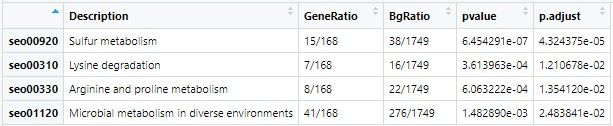 Description GeneRatio BgRatio pvalue p.adjust
seo00920 Sulfur metabolism 15/168 38/1749 6.454291e-07 4.324375e-05
seo00310 Lysine degradation 7/168 16/1749 3.613963e-04 1.210678e-02
seo00330 Arginine and proline metabolism 8/168 22/1749 6.063222e-04 1.354120e-02
seo01120 Microbial metabolism in diverse environments 41/168 276/1749 1.482890e-03 2.483841e-02